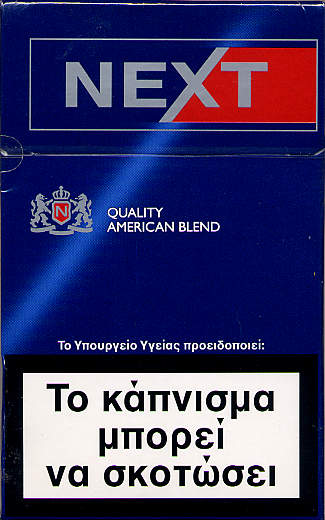 NEXT
N
QUALITY
AMERICAN BLEND
Το Υπουργείο Υγείας προειδοποιεί:
Το κάπνισμα
μπορεί
να σκοτώσει